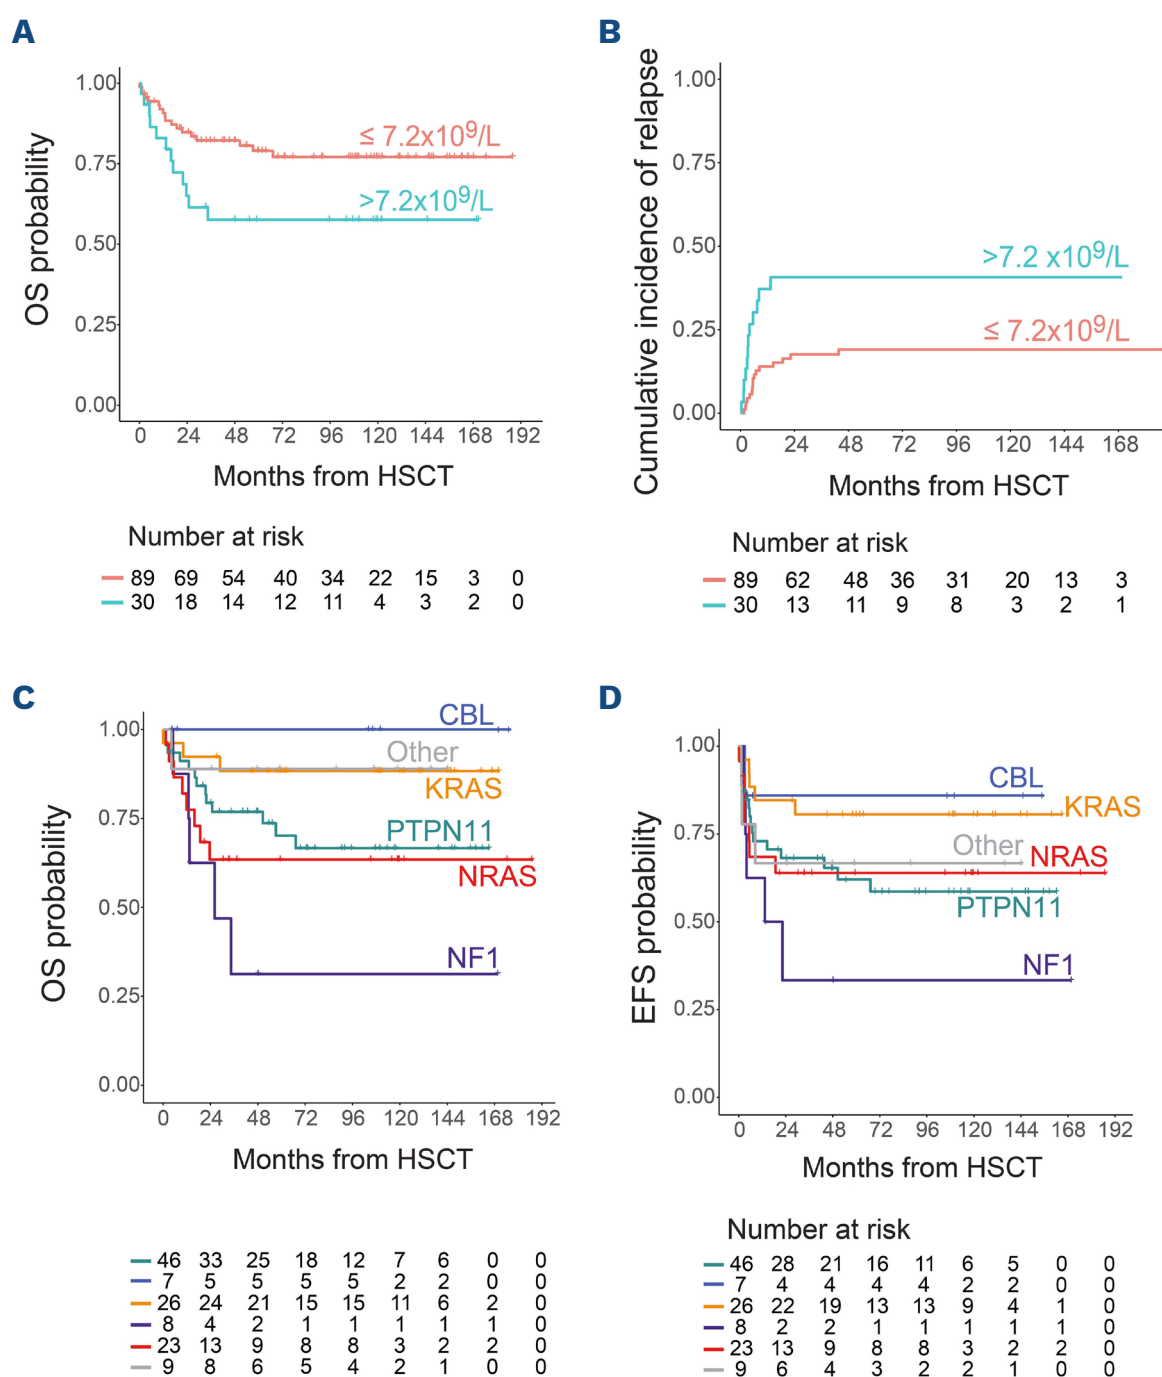 A
OS probability
1.00
0.75
0.50
0.25
0.00
≤ 7.2x10⁹/L
>7.2x10⁹/L
0 24 48 72 96 120 144 168 192
Months from HSCT
Number at risk
89 69 54 40 34 22 15 3 0
30 18 14 12 11 4 3 2 0
B
Cumulative incidence of relapse
1.00
0.75
0.50
0.25
0.00
>7.2 x10⁹/L
≤ 7.2x10⁹/L
0 24 48 72 96 120 144 168
Months from HSCT
Number at risk
89 62 48 36 31 20 13 3
30 13 11 9 8 3 2 1
C
OS probability
1.00
0.75
0.50
0.25
0.00
CBL
Other
KRAS
PTPN11
NRAS
NF1
0 24 48 72 96 120 144 168 192
Months from HSCT
46 33 25 18 12 7 6 0 0
7 5 5 5 5 2 2 0 0
26 24 21 15 15 11 6 2 0
8 4 2 1 1 1 1 1 0
23 13 9 8 8 3 2 2 0
9 8 6 5 4 2 1 0 0
D
EFS probability
1.00
0.75
0.50
0.25
0.00
CBL
KRAS
Other
NRAS
PTPN11
NF1
0 24 48 72 96 120 144 168 192
Months from HSCT
Number at risk
46 28 21 16 11 6 5 0 0
7 4 4 4 4 2 2 0 0
26 22 19 13 13 9 4 1 0
8 2 2 1 1 1 1 1 0
23 13 9 8 8 3 2 2 0
9 6 4 3 2 2 1 0 0